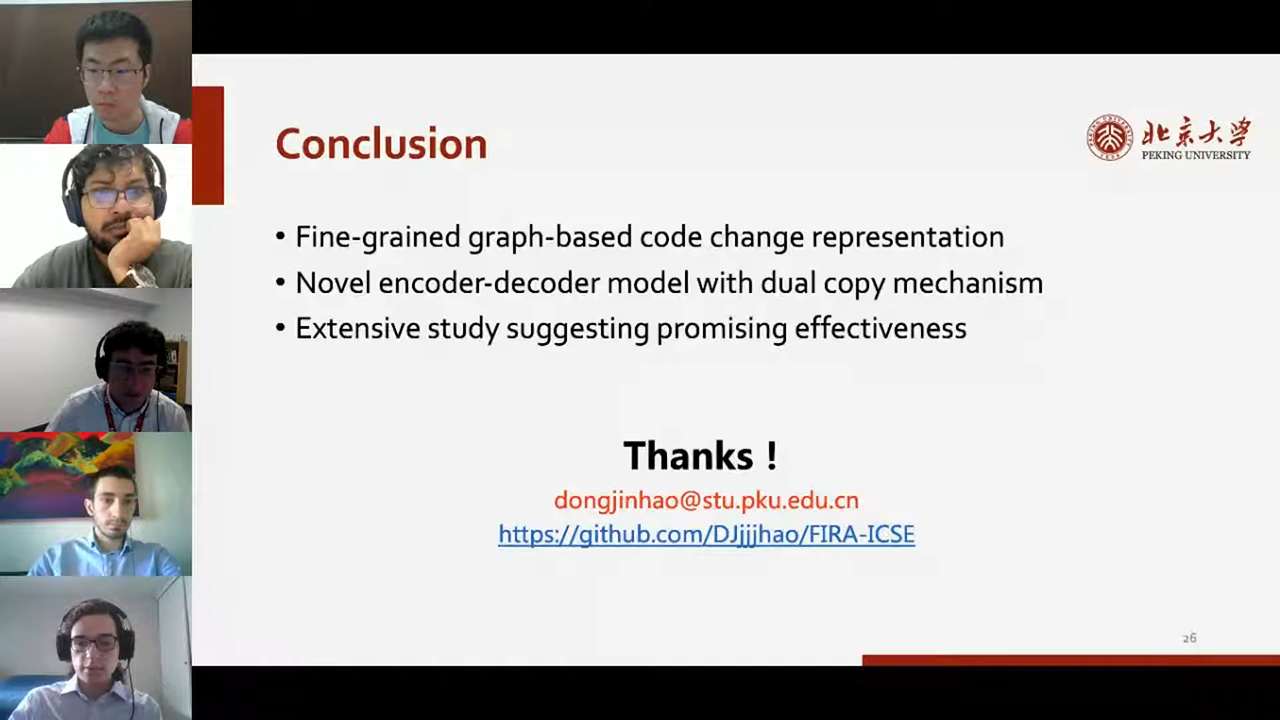 Conclusion
北京大学
PEKING UNIVERSITY
• Fine-grained graph-based code change representation
• Novel encoder-decoder model with dual copy mechanism
• Extensive study suggesting promising effectiveness
Thanks !
dongjinhao@stu.pku.edu.cn
https://github.com/DJjjjhao/FIRA-ICSE
26